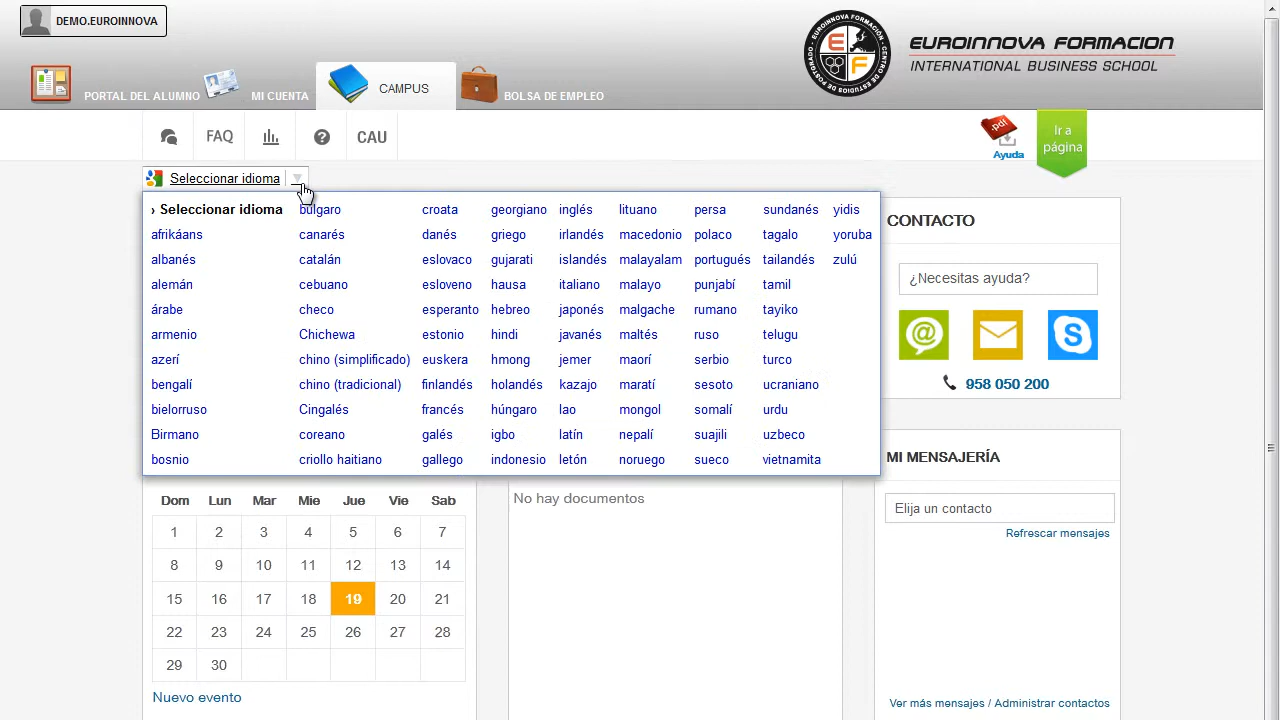 DEMO.EUROINNOVA
EUROINNOVA FORMACIÓN
CENTRO DE ESTUDIOS DE POSTGRADO
E
F
EUROINNOVA FORMACION
INTERNATIONAL BUSINESS SCHOOL
PORTAL DEL ALUMNO
MI CUENTA
CAMPUS
BOLSA DE EMPLEO
FAQ
?
CAU
.pdf
Ayuda
Ir a
página
Seleccionar idioma
› Seleccionar idioma búlgaro croata georgiano inglés lituano persa sundanés yidis
afrikáans canarés danés griego irlandés macedonio polaco tagalo yoruba
albanés catalán eslovaco gujarati islandés malayalam portugués tailandés zulú
alemán cebuano esloveno hausa italiano malayo punjabí tamil
árabe checo esperanto hebreo japonés malgache rumano tayiko
armenio Chichewa estonio hindi javanés maltés ruso telugu
azerí chino (simplificado) euskera hmong jemer maorí serbio turco
bengalí chino (tradicional) finlandés holandés kazajo maratí sesoto ucraniano
bielorruso Cingalés francés húngaro lao mongol somalí urdu
Birmano coreano galés igbo latín nepalí suajili uzbeco
bosnio criollo haitiano gallego indonesio letón noruego sueco vietnamita
CONTACTO
¿Necesitas ayuda?
@
S
958 050 200
Dom Lun Mar Mie Jue Vie Sab
1 2 3 4 5 6 7
8 9 10 11 12 13 14
15 16 17 18 19 20 21
22 23 24 25 26 27 28
29 30
Nuevo evento
No hay documentos
MI MENSAJERÍA
Elija un contacto
Refrescar mensajes
Ver más mensajes / Administrar contactos